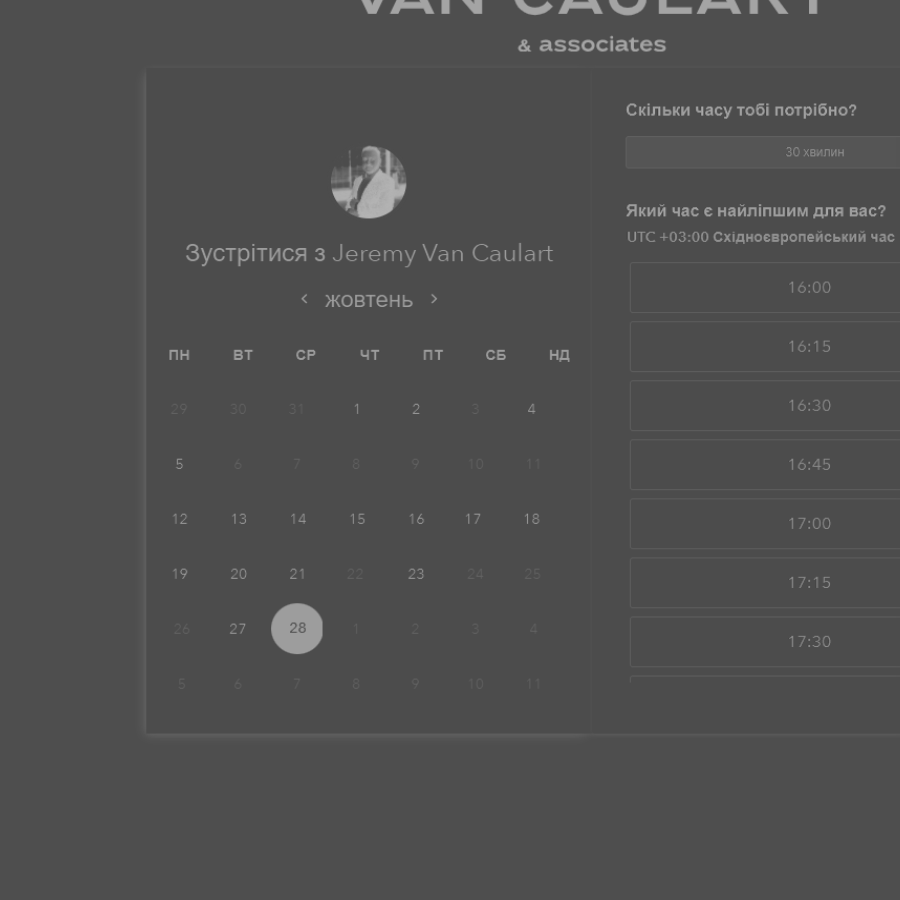 VAN CAULART
& associates
Зустрітися з Jeremy Van Caulart
жовтень
ПН ВТ СР ЧТ ПТ СБ НД
29 30 31 1 2 3 4
5 6 7 8 9 10 11
12 13 14 15 16 17 18
19 20 21 22 23 24 25
26 27 28 1 2 3 4
5 6 7 8 9 10 11
Скільки часу тобі потрібно?
30 хвилин
Який час є найліпшим для вас?
UTC +03:00 Східноєвропейський час
16:00
16:15
16:30
16:45
17:00
17:15
17:30